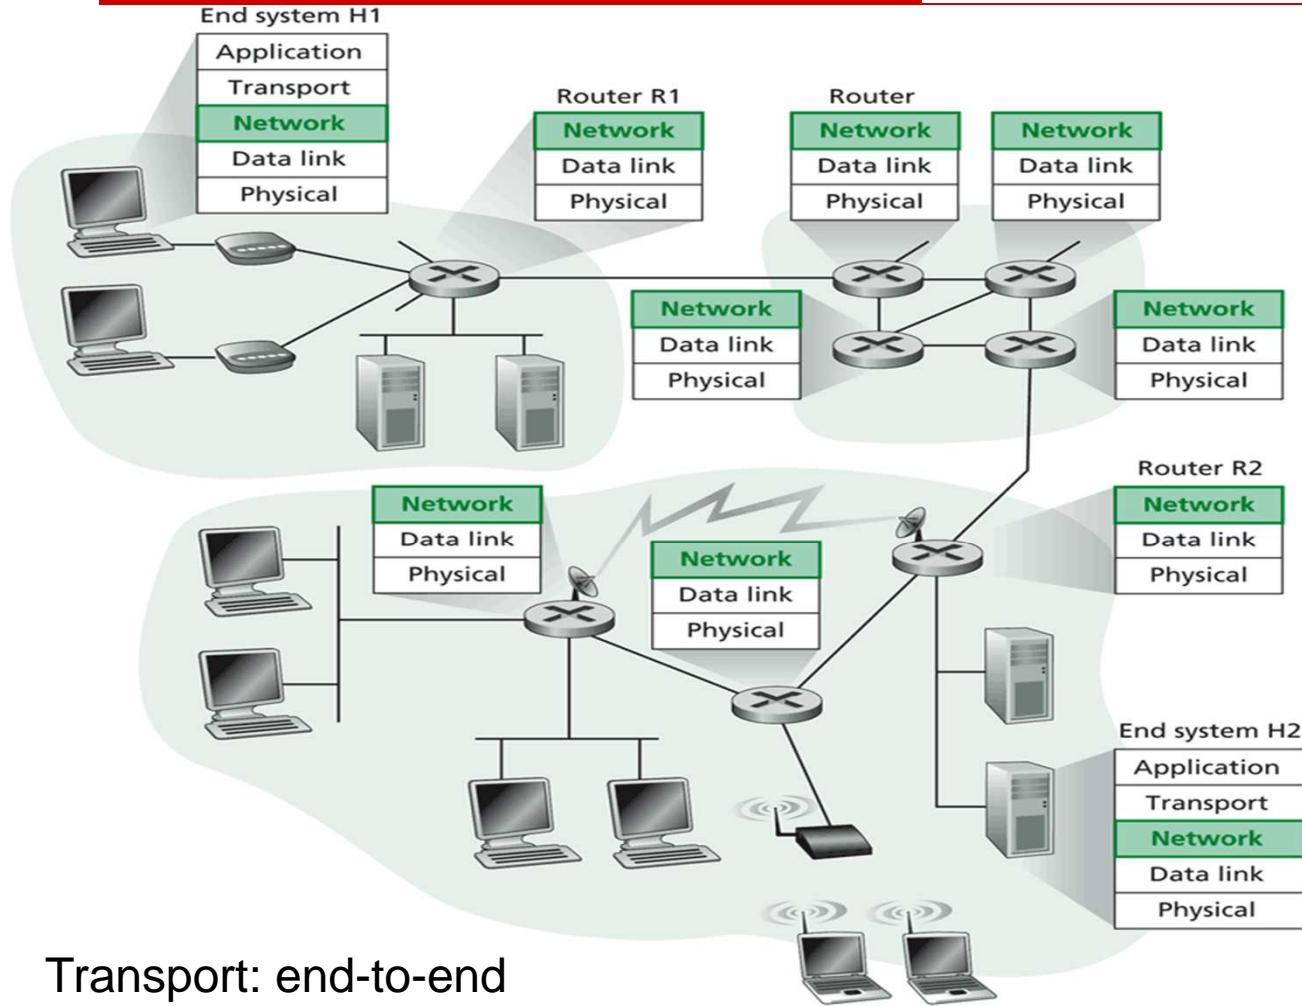 End system H1
Application
Transport
Network
Data link
Physical
Router R1
Network
Data link
Physical
Router
Network
Data link
Physical
Network
Data link
Physical
Network
Data link
Physical
Network
Data link
Physical
Router R2
Network
Data link
Physical
Network
Data link
Physical
Network
Data link
Physical
End system H2
Application
Transport
Network
Data link
Physical
Transport: end-to-end